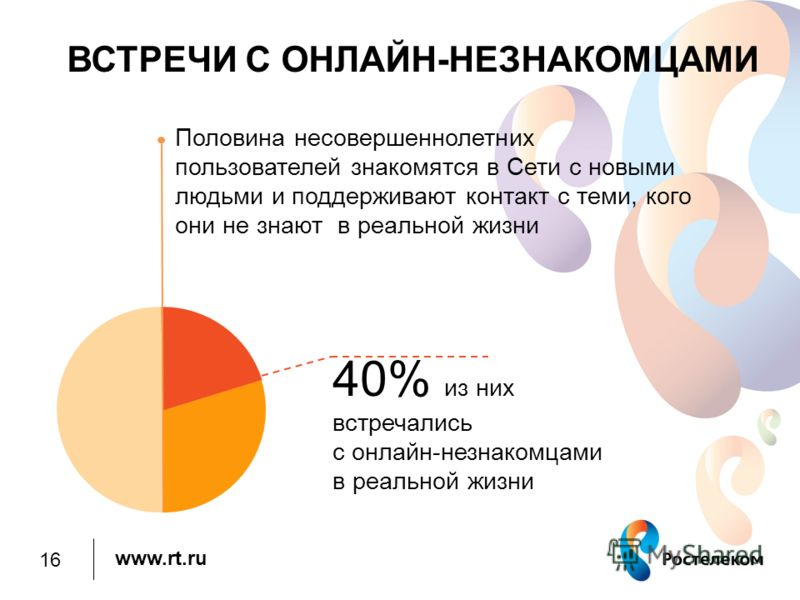 ВСТРЕЧИ С ОНЛАЙН-НЕЗНАКОМЦАМИ
Половина несовершеннолетних
пользователей знакомятся в Сети с новыми
людьми и поддерживают контакт с теми, кого
они не знают в реальной жизни
40% из них
встречались
с онлайн-незнакомцами
в реальной жизни
16
www.rt.ru
MyShared
Ростелеком